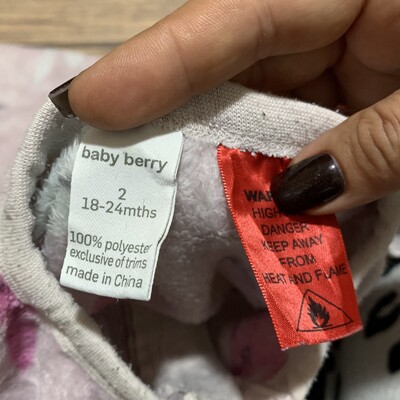 baby berry
2
18-24mths
100% polyester
exclusive of trims
made in China
HIGH
DANGER
KEEP AWAY
FROM
HEAT AND FLAME